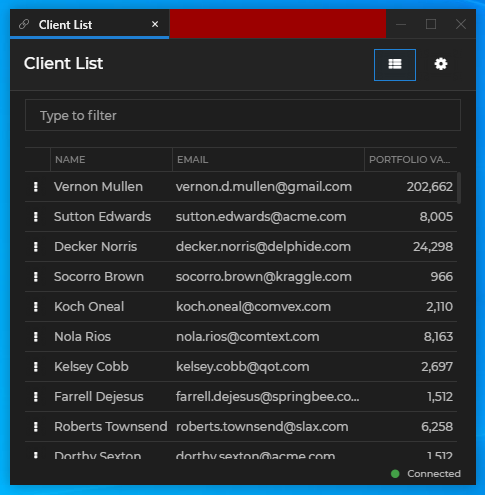 Client List
Client List
Type to filter
NAME EMAIL PORTFOLIO VA...
Vernon Mullen vernon.d.mullen@gmail.com 202,662
Sutton Edwards sutton.edwards@acme.com 8,005
Decker Norris decker.norris@delphide.com 24,298
Socorro Brown socorro.brown@kraggle.com 966
Koch Oneal koch.oneal@comvex.com 2,110
Nola Rios nola.rios@comtext.com 8,163
Kelsey Cobb kelsey.cobb@qot.com 2,697
Farrell Dejesus farrell.dejesus@springbee.co... 1,512
Roberts Townsend roberts.townsend@slax.com 6,258
Dorthy Sexton dorthy.sexton@acme.com 1,512
Connected